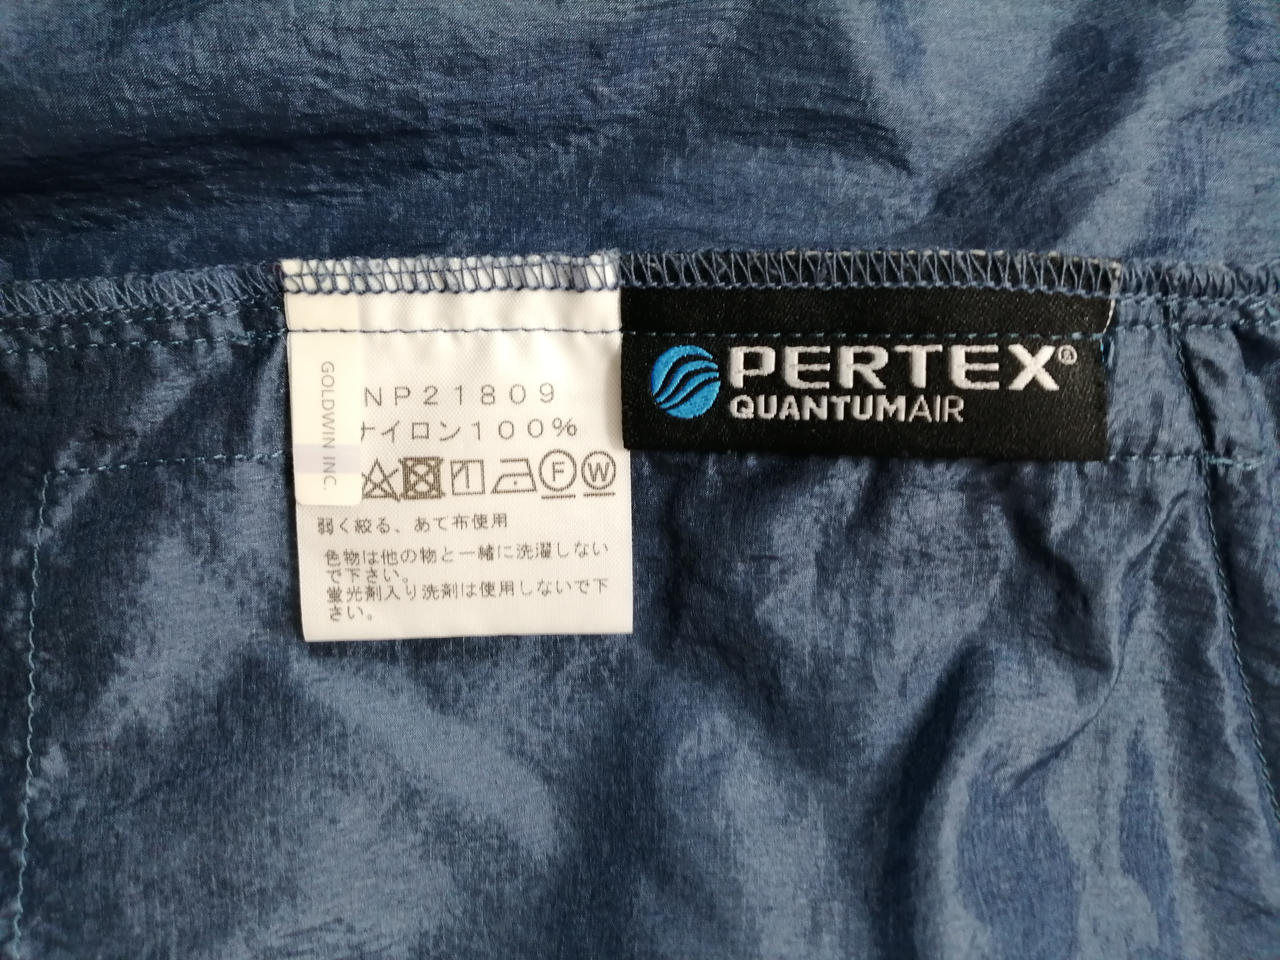 GOLDWIN INC.
NP21809
ナイロン100%
F
W
弱く絞る、あて布使用
色物は他の物と一緒に洗濯しない
で下さい。
蛍光剤入り洗剤は使用しないで下
さい。
PERTEX®
QUANTUMAIR